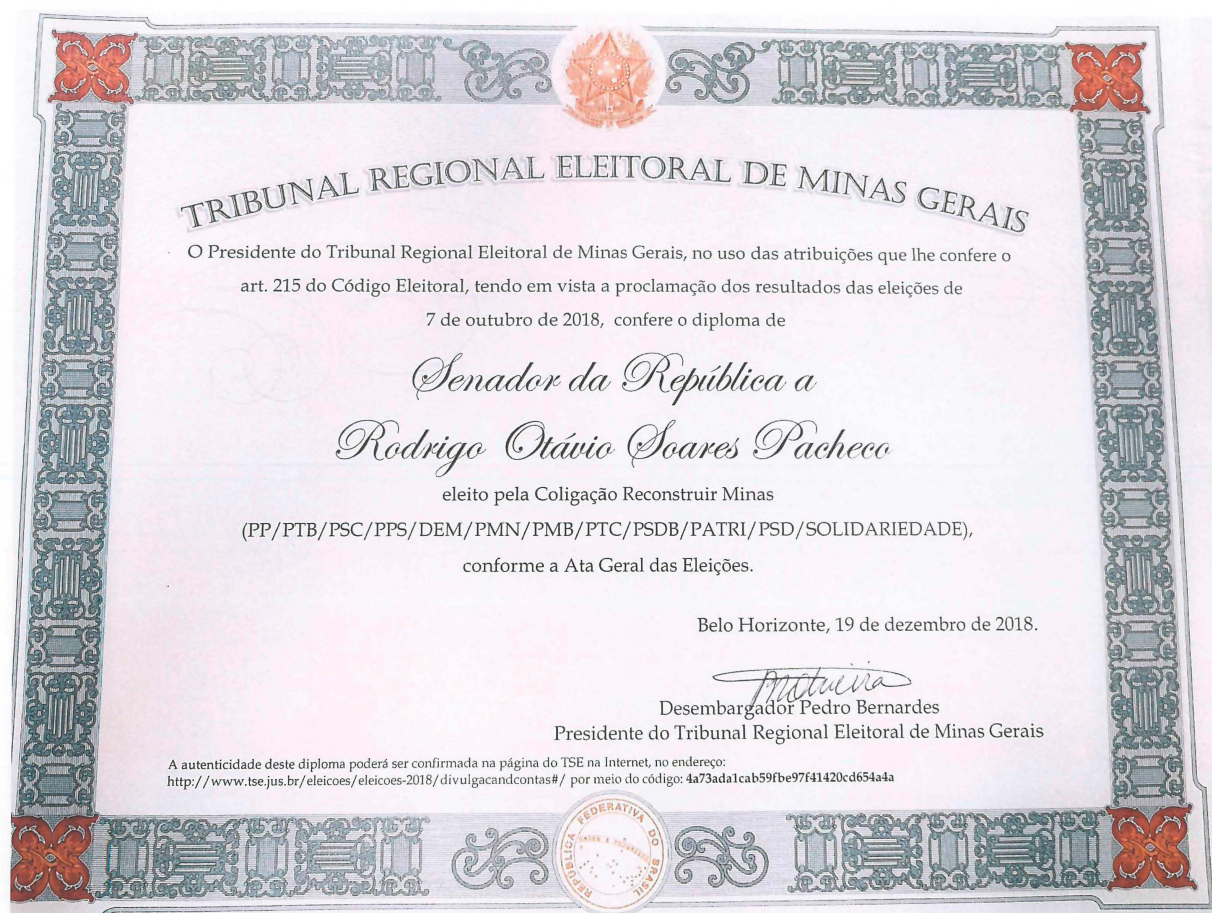 TRIBUNAL REGIONAL ELEITORAL DE MINAS GERAIS
O Presidente do Tribunal Regional Eleitoral de Minas Gerais, no uso das atribuições que lhe confere o
art. 215 do Código Eleitoral, tendo em vista a proclamação dos resultados das eleições de
7 de outubro de 2018, confere o diploma de
Senador da República a
Rodrigo Otávio Soares Pacheco
eleito pela Coligação Reconstruir Minas
(PP/PTB/PSC/PPS/DEM/PMN/PMB/PTC/PSDB/PATRI/PSD/SOLIDARIEDADE),
conforme a Ata Geral das Eleições.
Belo Horizonte, 19 de dezembro de 2018.
Desembargador Pedro Bernardes
Presidente do Tribunal Regional Eleitoral de Minas Gerais
A autenticidade deste diploma poderá ser confirmada na página do TSE na Internet, no endereço:
http://www.tse.jus.br/eleicoes/eleicoes-2018/divulgacandcontas#/ por meio do código: 4a73ada1cab59fbe97f41420cd654a4a
REPÚBLICA FEDERATIVA DO BRASIL